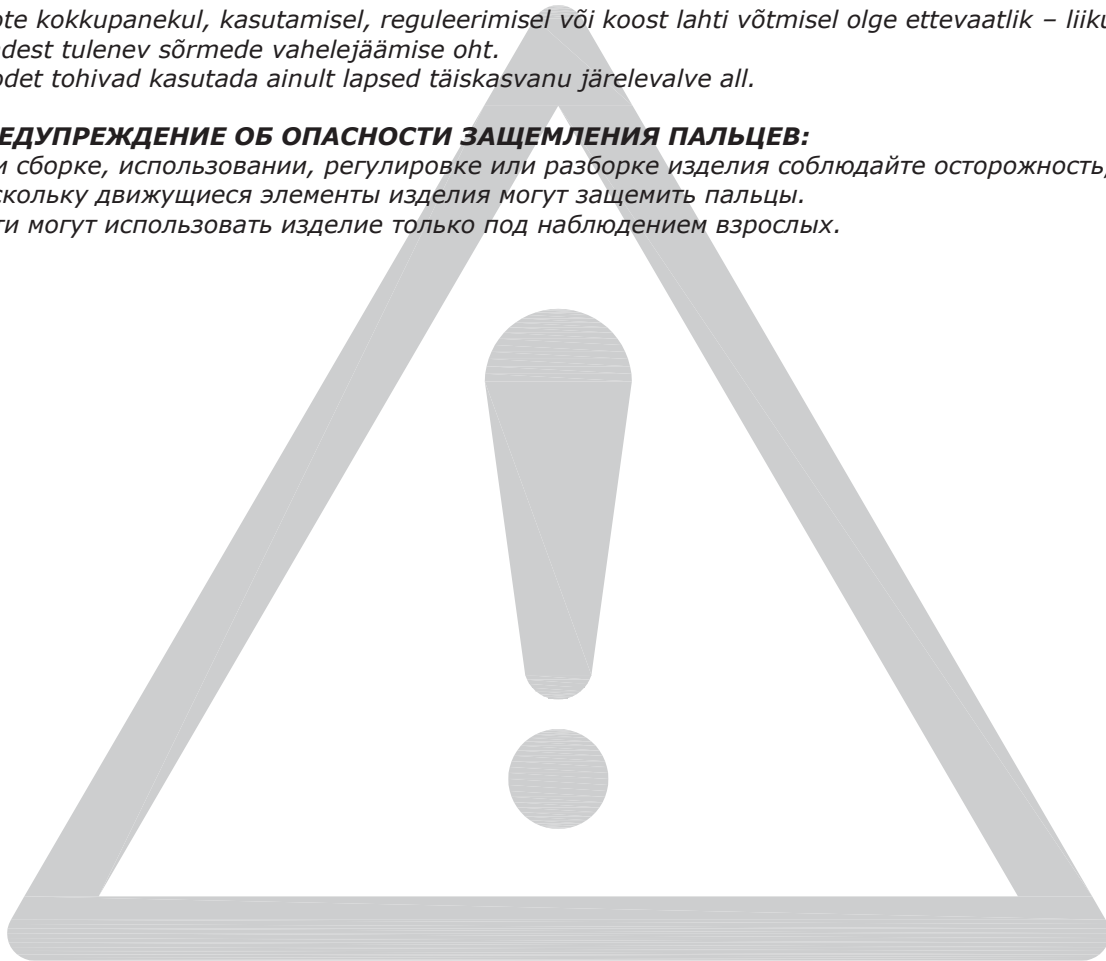 ote kokkupanekul, kasutamisel, reguleerimisel või koost lahti võtmisel olge ettevaatlik – liiku
dest tulenev sõrmede vahelejäämise oht.
odet tohivad kasutada ainult lapsed täiskasvanu järelevalve all.
ЕДУПРЕЖДЕНИЕ ОБ ОПАСНОСТИ ЗАЩЕМЛЕНИЯ ПАЛЬЦЕВ:
и сборке, использовании, регулировке или разборке изделия соблюдайте осторожность,
скольку движущиеся элементы изделия могут защемить пальцы.
ти могут использовать изделие только под наблюдением взрослых.